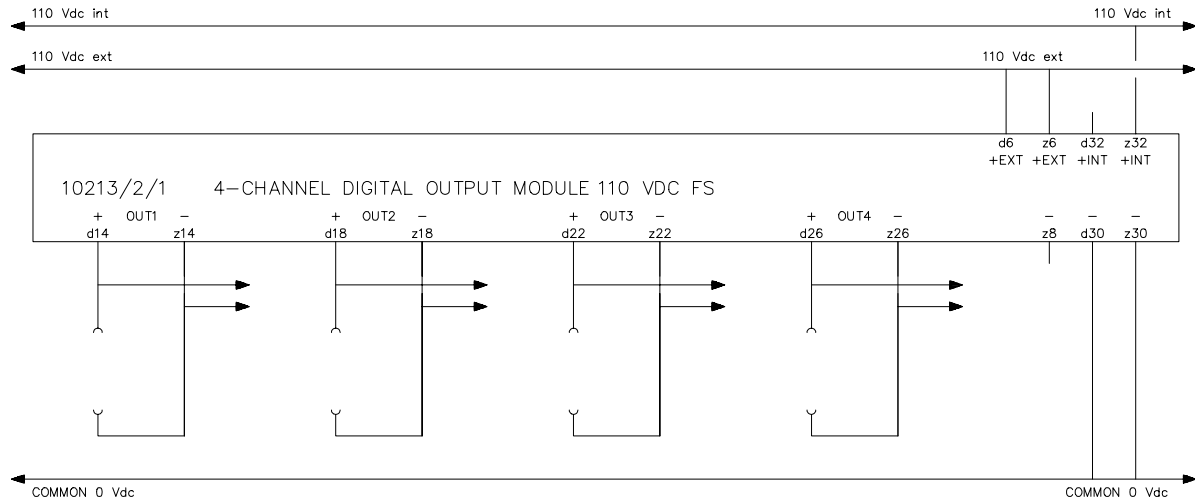 110 Vdc int 110 Vdc int
110 Vdc ext 110 Vdc ext
d6 z6 d32 z32
+EXT +EXT +INT +INT
10213/2/1 4-CHANNEL DIGITAL OUTPUT MODULE 110 VDC FS
+ OUT1 - + OUT2 - + OUT3 - + OUT4 - - - -
d14 z14 d18 z18 d22 z22 d26 z26 z8 d30 z30
COMMON 0 Vdc COMMON 0 Vdc